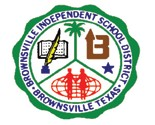 BROWNSVILLE INDEPENDENT SCHOOL DISTRICT
B
BROWNSVILLE TEXAS